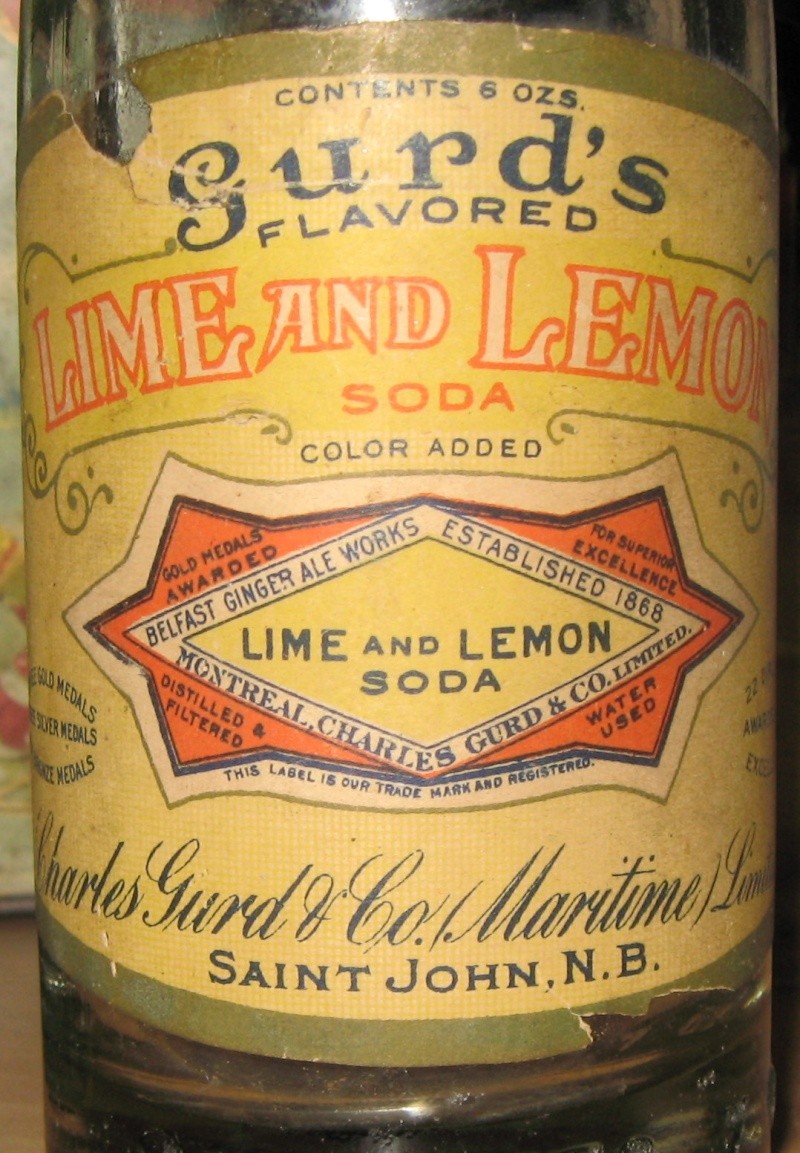 CONTENTS 6 OZS.
Gurd's
FLAVORED
LIME AND LEMON
SODA
COLOR ADDED
GOLD MEDALS
AWARDED
FOR SUPERIOR
EXCELLENCE
BELFAST GINGER ALE WORKS ESTABLISHED 1868
LIME AND LEMON
SODA
MONTREAL, CHARLES GURD & CO. LIMITED.
DISTILLED &
FILTERED
WATER
USED
THIS LABEL IS OUR TRADE MARK AND REGISTERED.
GOLD MEDALS
SILVER MEDALS
MEDALS
22
Charles Gurd & Co. (Maritime)
SAINT JOHN, N.B.